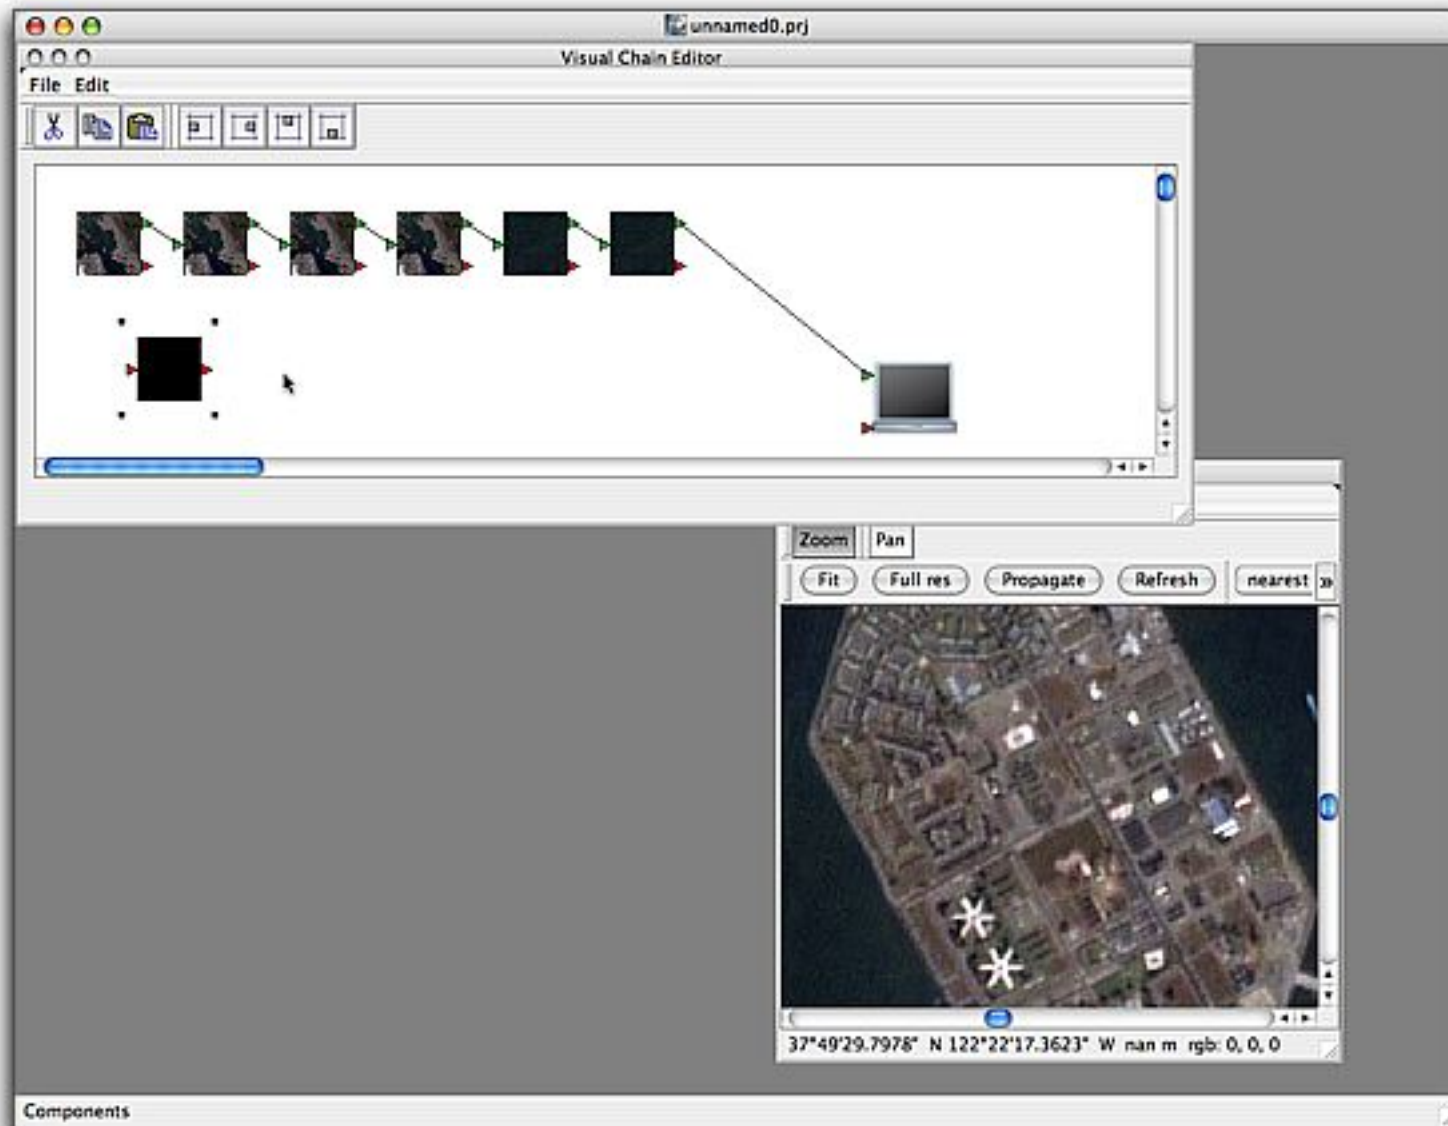 unnamed0.prj
Visual Chain Editor
File Edit
Zoom Pan
Fit Full res Propagate Refresh nearest »
37°49'29.7978" N 122°22'17.3623" W nan m rgb: 0, 0, 0
Components